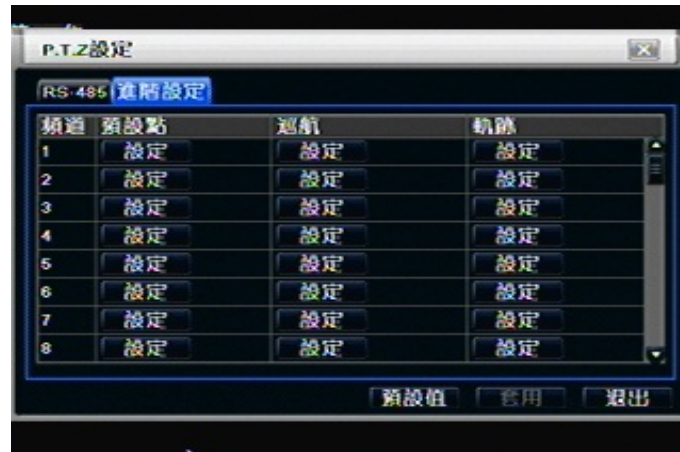 P.T.Z設定
RS-485 進階設定
頻道 預設點 巡航 軌跡
1 設定 設定 設定
2 設定 設定 設定
3 設定 設定 設定
4 設定 設定 設定
5 設定 設定 設定
6 設定 設定 設定
7 設定 設定 設定
8 設定 設定 設定
預設值 套用 退出